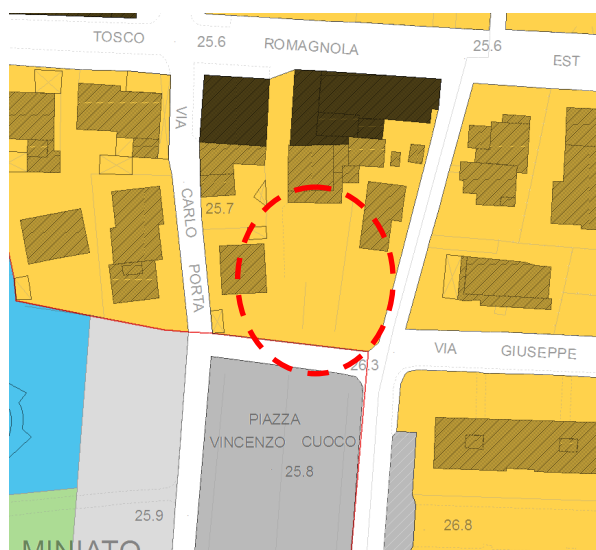 TOSCO 25.6 ROMAGNOLA 25.6 EST
VIA CARLO PORTA
25.7
VIA GIUSEPPE
26.3
PIAZZA
VINCENZO CUOCO
25.8
25.9
26.8
MINIATO